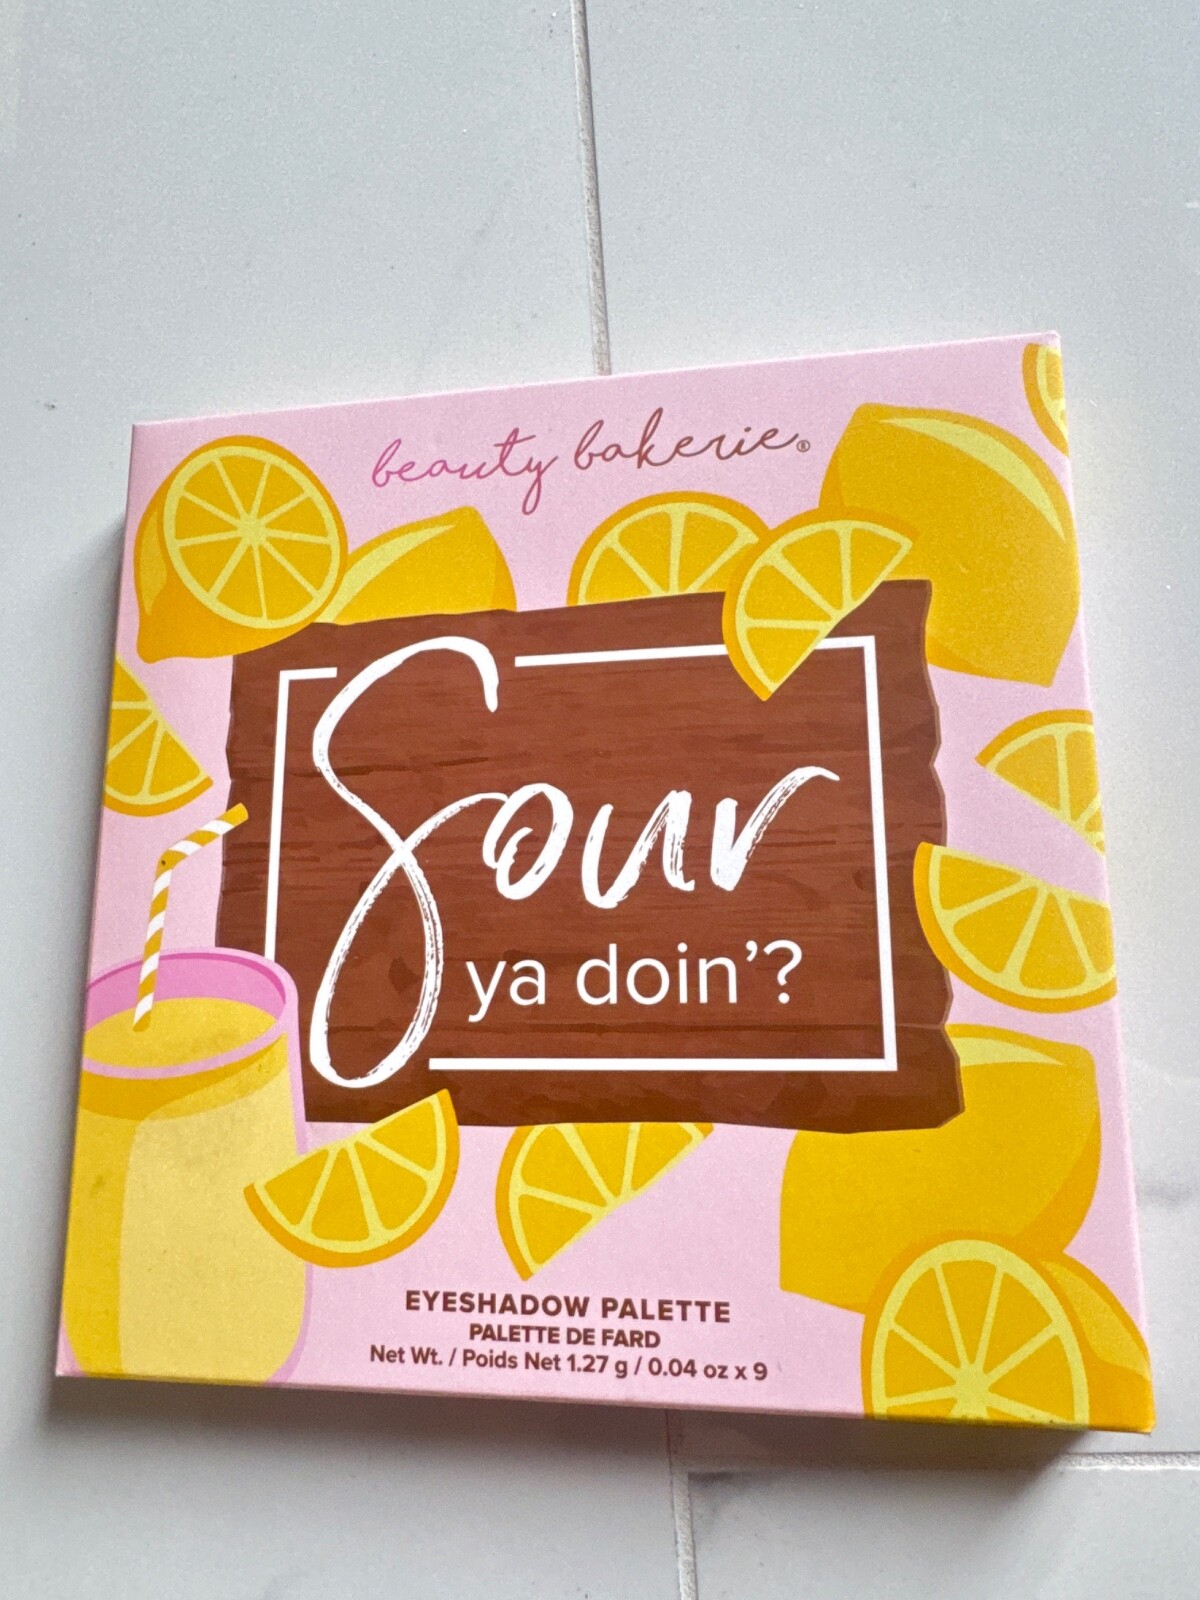 beauty bakerie®
Sour
ya doin'?
EYESHADOW PALETTE
PALETTE DE FARD
Net Wt. / Poids Net 1.27 g / 0.04 oz x 9